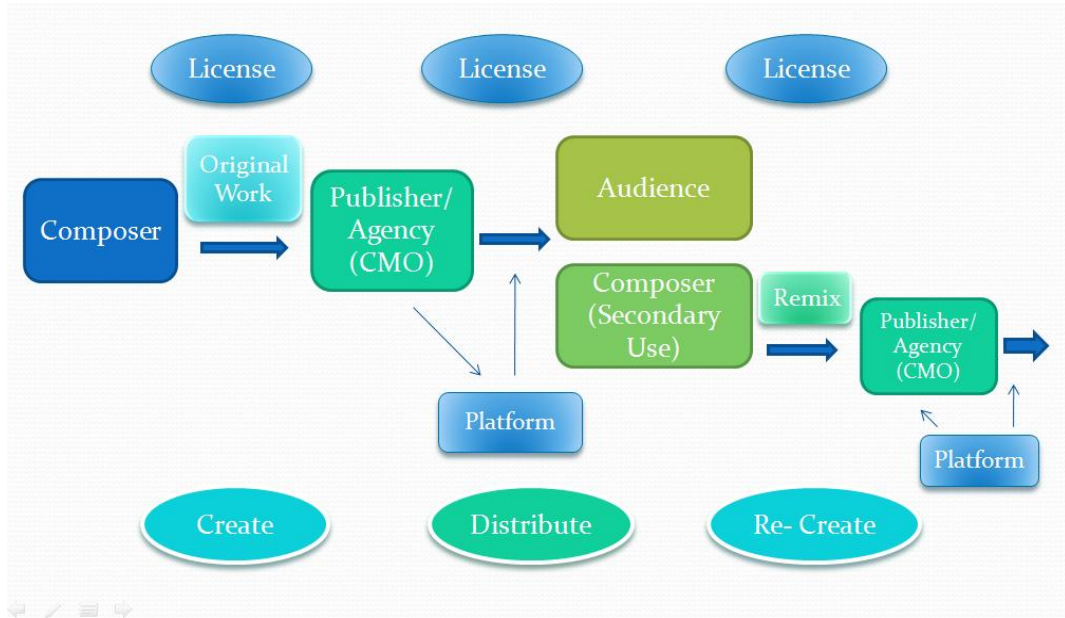 License
License
License
Composer
Original
Work
Publisher/
Agency
(CMO)
Audience
Composer
(Secondary
Use)
Remix
Publisher/
Agency
(CMO)
Platform
Platform
Create
Distribute
Re- Create